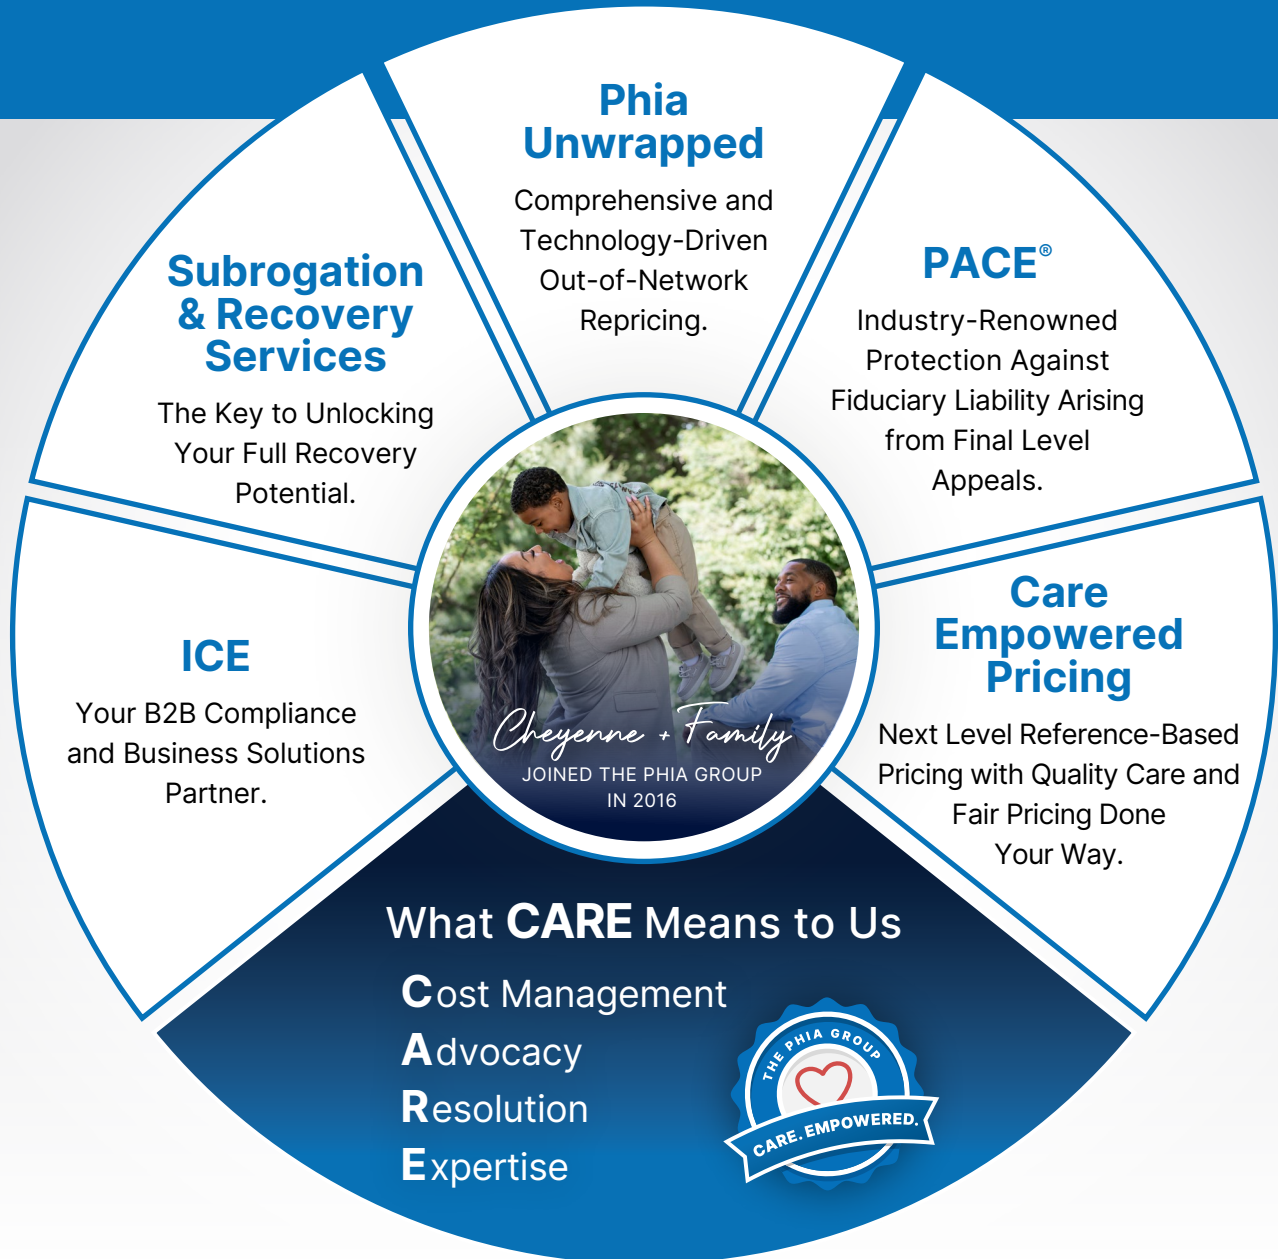 Phia
Unwrapped
Comprehensive and
Technology-Driven
Out-of-Network
Repricing.
Subrogation
& Recovery
Services
The Key to Unlocking
Your Full Recovery
Potential.
PACE®
Industry-Renowned
Protection Against
Fiduciary Liability Arising
from Final Level
Appeals.
ICE
Your B2B Compliance
and Business Solutions
Partner.
Care
Empowered
Pricing
Next Level Reference-Based
Pricing with Quality Care and
Fair Pricing Done
Your Way.
Cheyenne + Family
JOINED THE PHIA GROUP
IN 2016
What CARE Means to Us
Cost Management
Advocacy
Resolution
Expertise
THE PHIA GROUP
CARE. EMPOWERED.